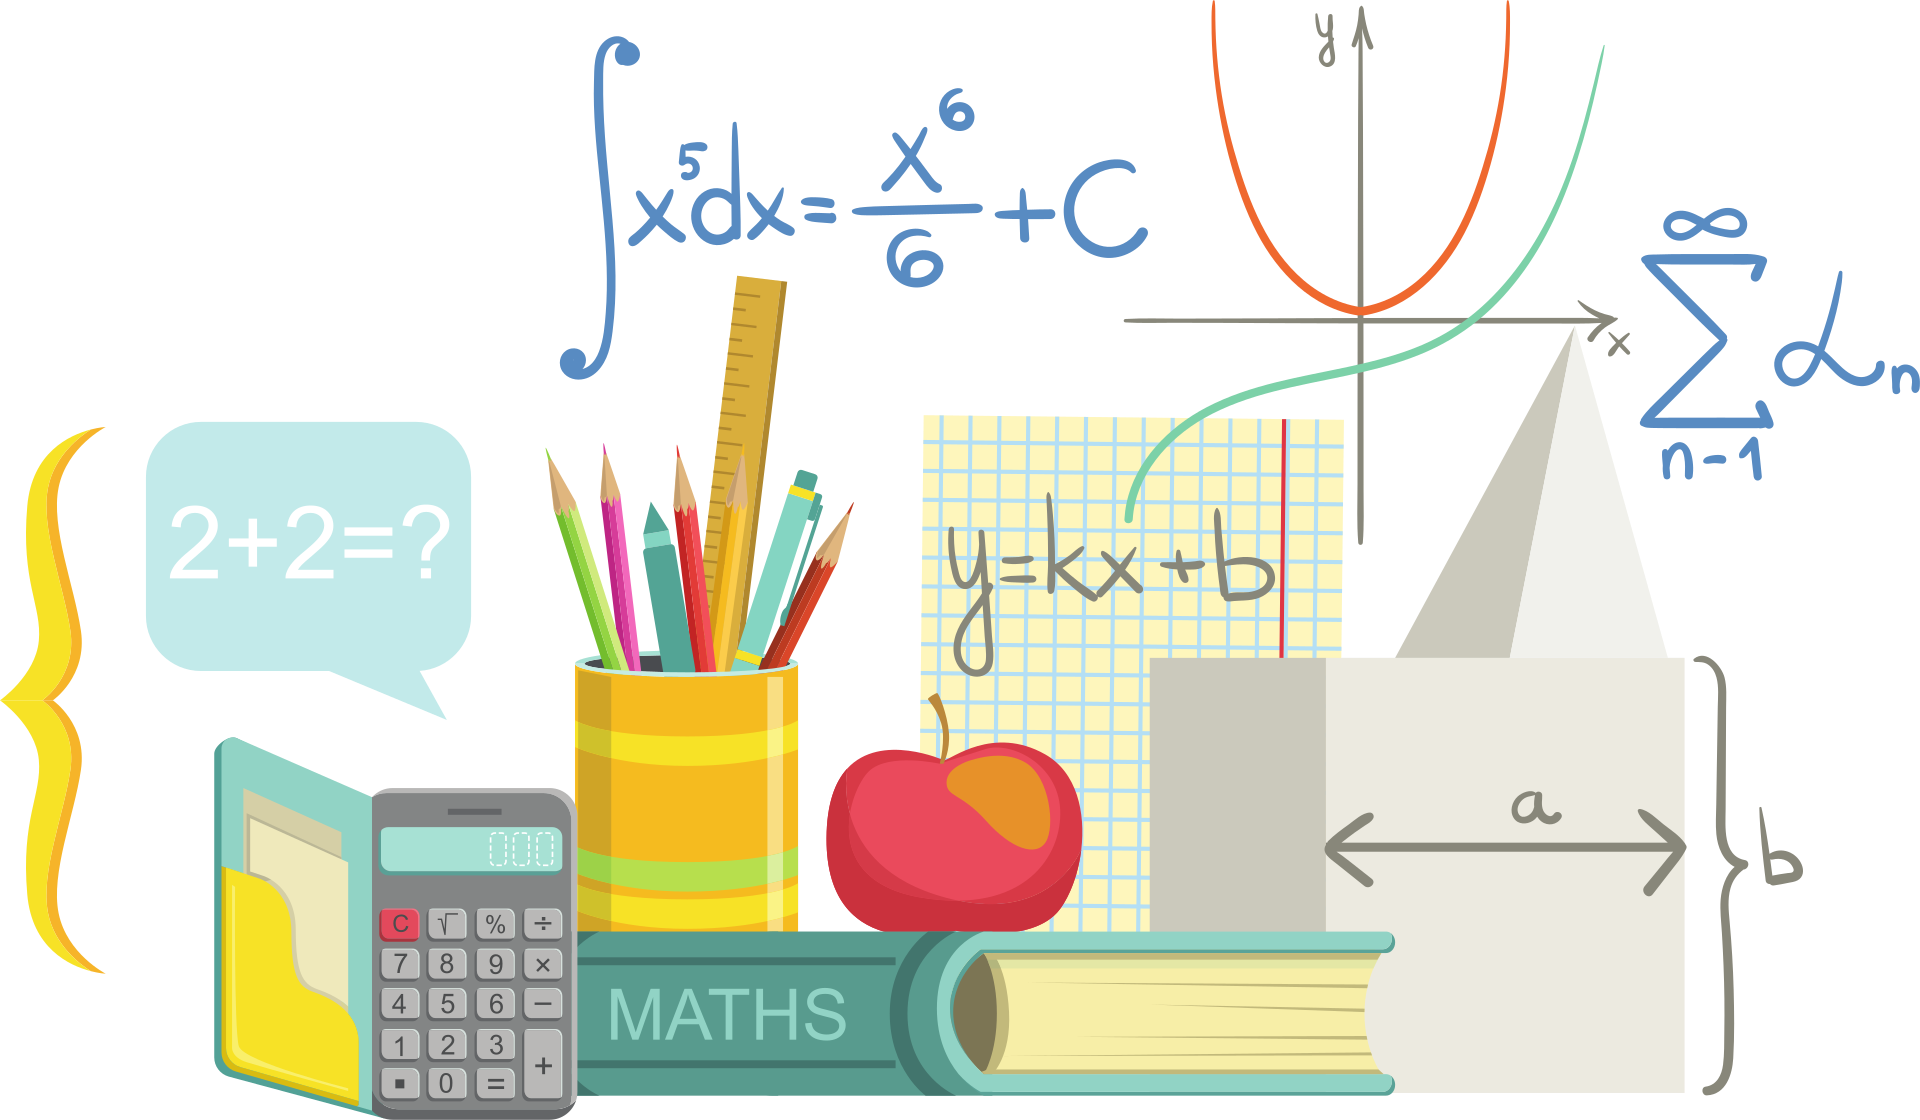 ∫x⁵dx=x⁶/6+C
y
x
∞
∑αₙ
n-1
2+2=?
y=kx+b
a
b
C √ % ÷
7 8 9 ×
4 5 6 −
1 2 3
+
▪ 0 =
MATHS